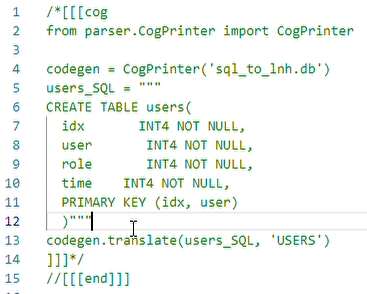 1 /*[[[cog
2 from parser.CogPrinter import CogPrinter
3
4 codegen = CogPrinter('sql_to_lnh.db')
5 users_SQL = """
6 CREATE TABLE users(
7   idx       INT4 NOT NULL,
8   user       INT4 NOT NULL,
9   role       INT4 NOT NULL,
10   time    INT4 NOT NULL,
11   PRIMARY KEY (idx, user)
12   )"""
13 codegen.translate(users_SQL, 'USERS')
14 ]]]*/
15 //[[[end]]]